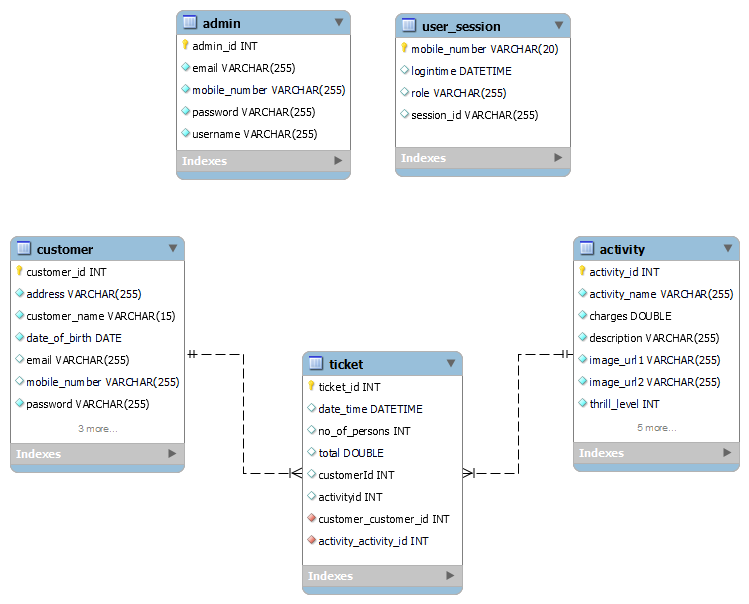 admin
admin_id INT
email VARCHAR(255)
mobile_number VARCHAR(255)
password VARCHAR(255)
username VARCHAR(255)
Indexes
user_session
mobile_number VARCHAR(20)
logintime DATETIME
role VARCHAR(255)
session_id VARCHAR(255)
Indexes
customer
customer_id INT
address VARCHAR(255)
customer_name VARCHAR(15)
date_of_birth DATE
email VARCHAR(255)
mobile_number VARCHAR(255)
password VARCHAR(255)
3 more...
Indexes
ticket
ticket_id INT
date_time DATETIME
no_of_persons INT
total DOUBLE
customerId INT
activityid INT
customer_customer_id INT
activity_activity_id INT
Indexes
activity
activity_id INT
activity_name VARCHAR(255)
charges DOUBLE
description VARCHAR(255)
image_url1 VARCHAR(255)
image_url2 VARCHAR(255)
thrill_level INT
5 more...
Indexes